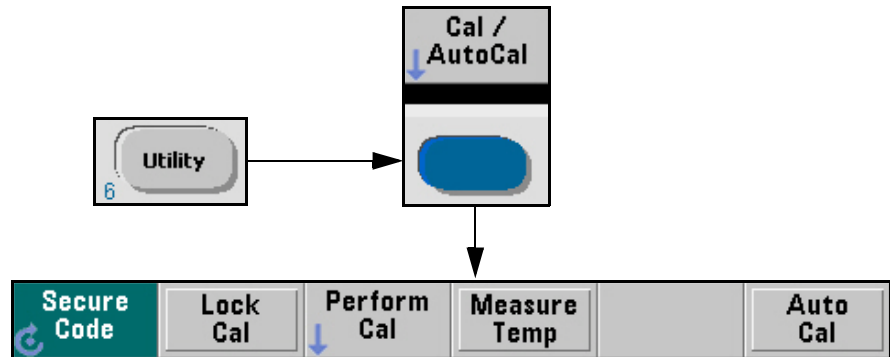 Cal /
AutoCal
Utility
6
Secure
Code
Lock
Cal
Perform
Cal
Measure
Temp
Auto
Cal